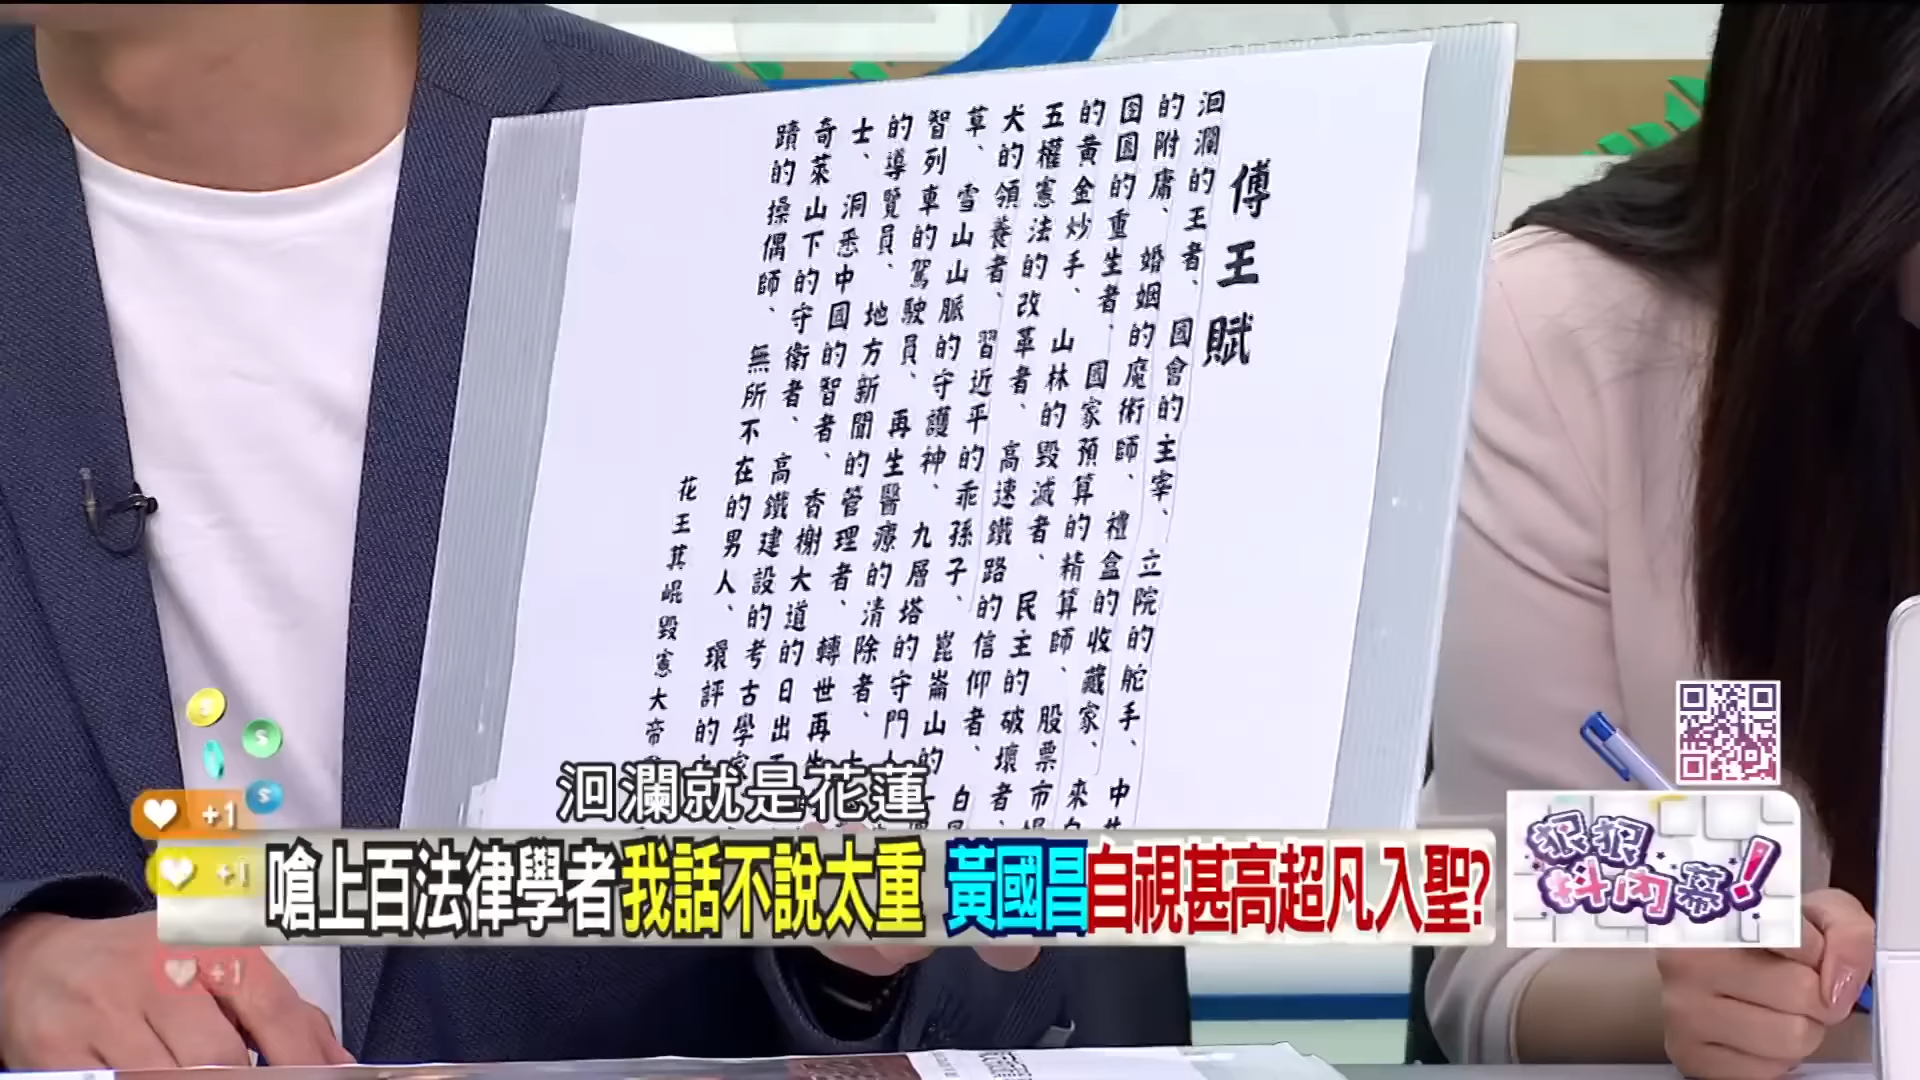 傅王賦
洄瀾的王者、國會的主宰、立院的舵手、中
的附庸、婚姻的魔術師、禮盒的收藏家、來
囹圄的重生者、國家預算的精算師、股票市
的黃金炒手、山林的毀滅者、民主的破壞者、
五權憲法的改革者、高速鐵路的信仰者、白
犬的領養者、習近平的乖孫子、崑崙山的
草、雪山山脈的守護神、九層塔的守門
智列車的駕駛員、再生醫療的清除者、
的導覽員、地方新聞的管理者、轉世再
士、洞悉中國的智者、香榭大道的日出
奇萊山下的守衛者、高鐵建設的考古學
蹟的操偶師、無所不在的男人、環評的
花王萁崐毀憲大帝
洄瀾就是花蓮
嗆上百法律學者我話不說太重 黃國昌自視甚高超凡入聖?
狠狠抖內幕!
+1
+1
+1